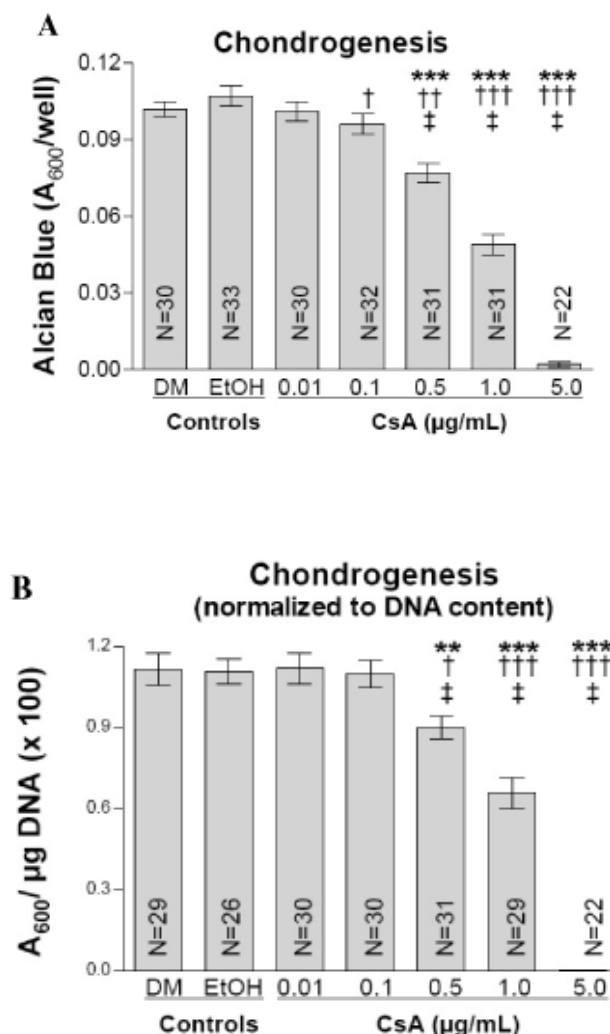 A
Chondrogenesis
Alcian Blue (A600/well)
0.12
0.09
0.06
0.03
0.00
† *** †† ‡ *** ††† ‡ *** ††† ‡
N=30 N=33 N=30 N=32 N=31 N=31 N=22
DM EtOH 0.01 0.1 0.5 1.0 5.0
Controls CsA (µg/mL)
B
Chondrogenesis
(normalized to DNA content)
A600/ µg DNA (x 100)
1.2
0.9
0.6
0.3
0.0
** † ‡ *** ††† ‡ *** ††† ‡
N=29 N=26 N=30 N=30 N=31 N=29 N=22
DM EtOH 0.01 0.1 0.5 1.0 5.0
Controls CsA (µg/mL)